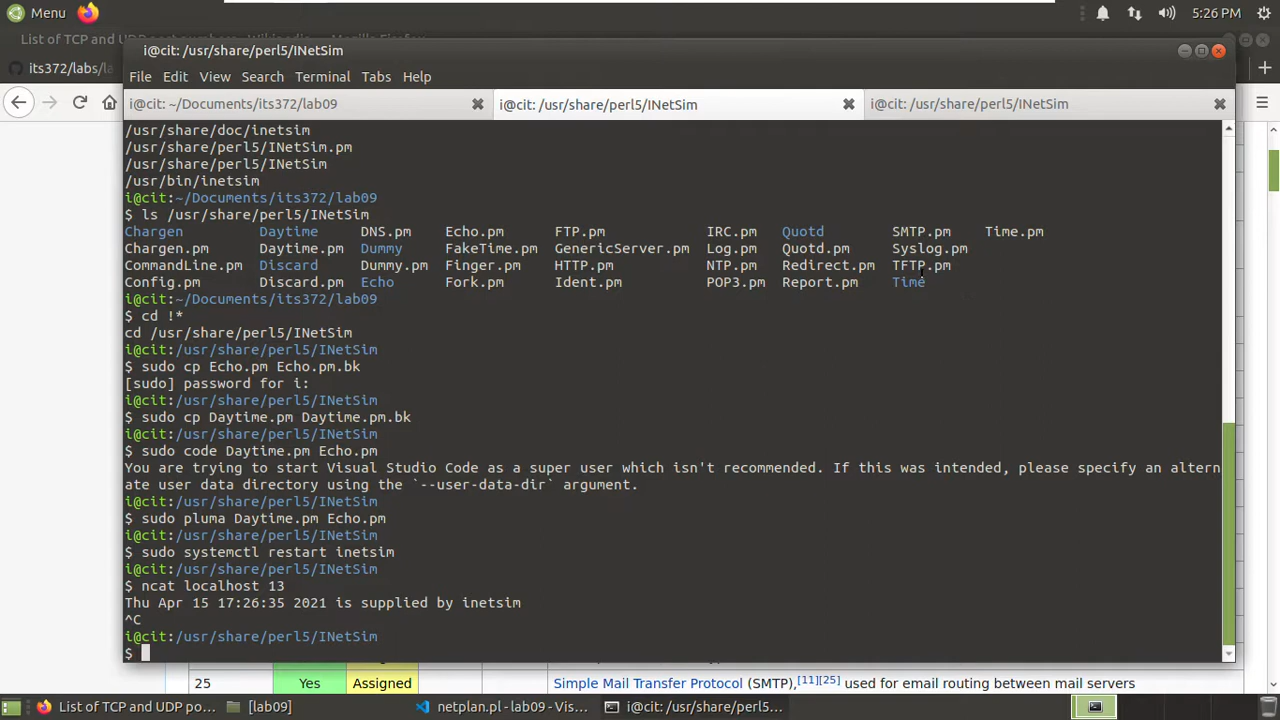 Menu 5:26 PM
List of TCP and UDP
its372/labs/la
i@cit: /usr/share/perl5/INetSim
File Edit View Search Terminal Tabs Help
i@cit: ~/Documents/its372/lab09 i@cit: /usr/share/perl5/INetSim i@cit: /usr/share/perl5/INetSim
/usr/share/doc/inetsim
/usr/share/perl5/INetSim.pm
/usr/share/perl5/INetSim
/usr/bin/inetsim
i@cit:~/Documents/its372/lab09
$ ls /usr/share/perl5/INetSim
Chargen Daytime DNS.pm Echo.pm FTP.pm IRC.pm Quotd SMTP.pm Time.pm
Chargen.pm Daytime.pm Dummy FakeTime.pm GenericServer.pm Log.pm Quotd.pm Syslog.pm
CommandLine.pm Discard Dummy.pm Finger.pm HTTP.pm NTP.pm Redirect.pm TFTP.pm
Config.pm Discard.pm Echo Fork.pm Ident.pm POP3.pm Report.pm Time
i@cit:~/Documents/its372/lab09
$ cd !*
cd /usr/share/perl5/INetSim
i@cit:/usr/share/perl5/INetSim
$ sudo cp Echo.pm Echo.pm.bk
[sudo] password for i:
i@cit:/usr/share/perl5/INetSim
$ sudo cp Daytime.pm Daytime.pm.bk
i@cit:/usr/share/perl5/INetSim
$ sudo code Daytime.pm Echo.pm
You are trying to start Visual Studio Code as a super user which isn't recommended. If this was intended, please specify an altern
ate user data directory using the `--user-data-dir` argument.
i@cit:/usr/share/perl5/INetSim
$ sudo pluma Daytime.pm Echo.pm
i@cit:/usr/share/perl5/INetSim
$ sudo systemctl restart inetsim
i@cit:/usr/share/perl5/INetSim
$ ncat localhost 13
Thu Apr 15 17:26:35 2021 is supplied by inetsim
^C
i@cit:/usr/share/perl5/INetSim
$
25 Yes Assigned Simple Mail Transfer Protocol (SMTP),[11][25] used for email routing between mail servers
List of TCP and UDP po... [lab09] netplan.pl - lab09 - Vis... i@cit: /usr/share/perl5...